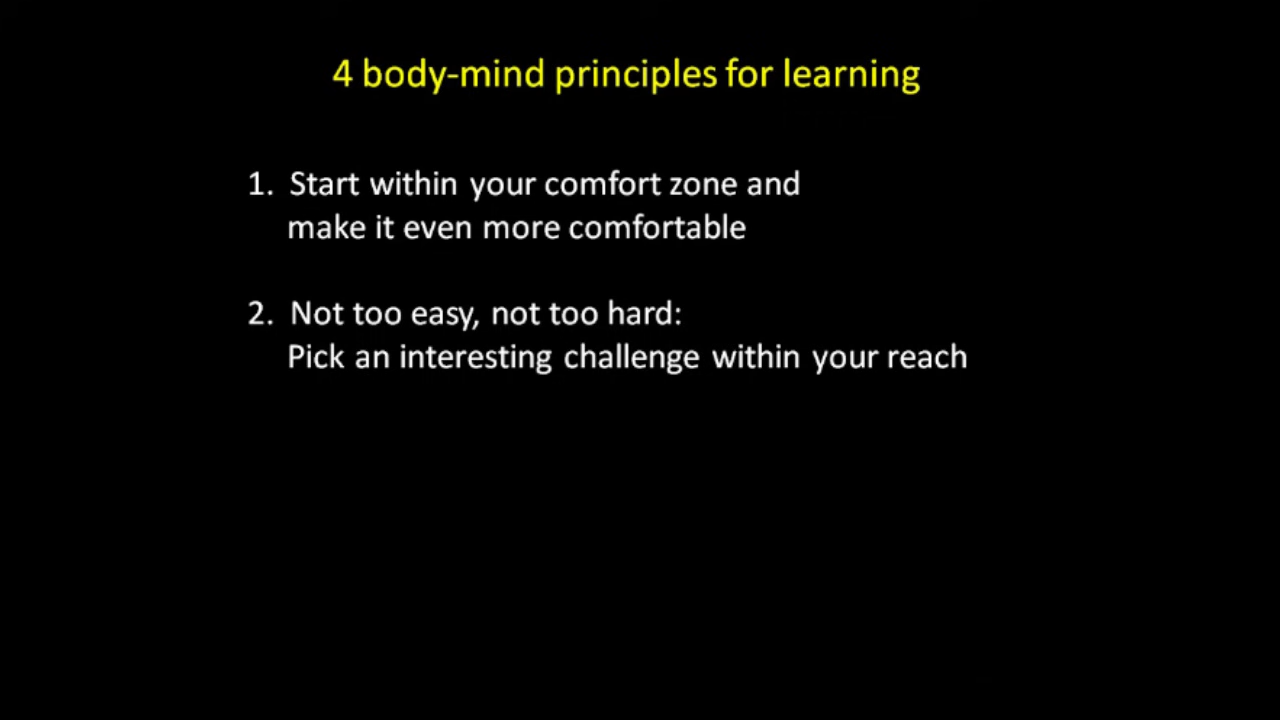 4 body-mind principles for learning
1. Start within your comfort zone and
make it even more comfortable
2. Not too easy, not too hard:
Pick an interesting challenge within your reach